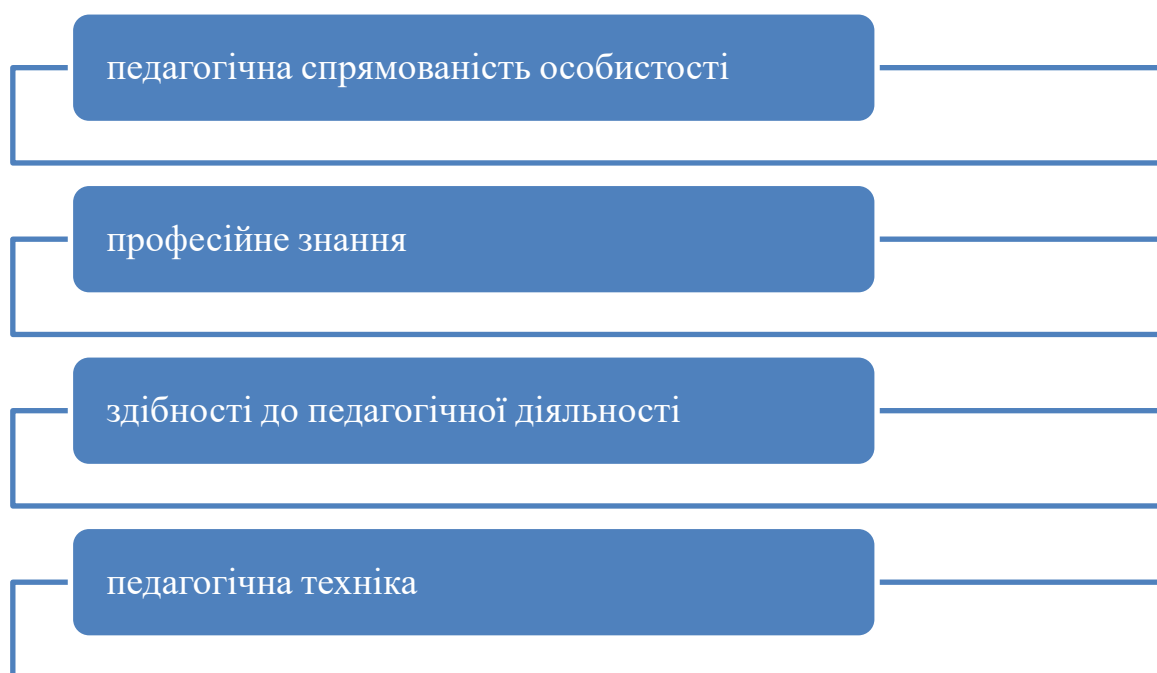 педагогічна спрямованість особистості
професійне знання
здібності до педагогічної діяльності
педагогічна техніка